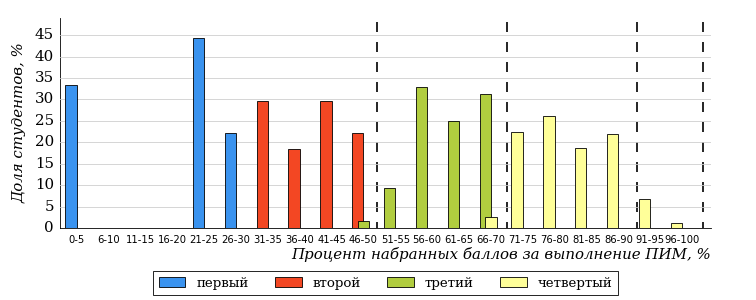 Доля студентов, %
45
40
35
30
25
20
15
10
5
0
0-5 6-10 11-15 16-20 21-25 26-30 31-35 36-40 41-45 46-50 51-55 56-60 61-65 66-70 71-75 76-80 81-85 86-90 91-95 96-100
Процент набранных баллов за выполнение ПИМ, %
первый второй третий четвертый